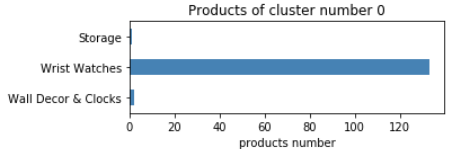 Products of cluster number 0
Storage
Wrist Watches
Wall Decor & Clocks
0 20 40 60 80 100 120
products number